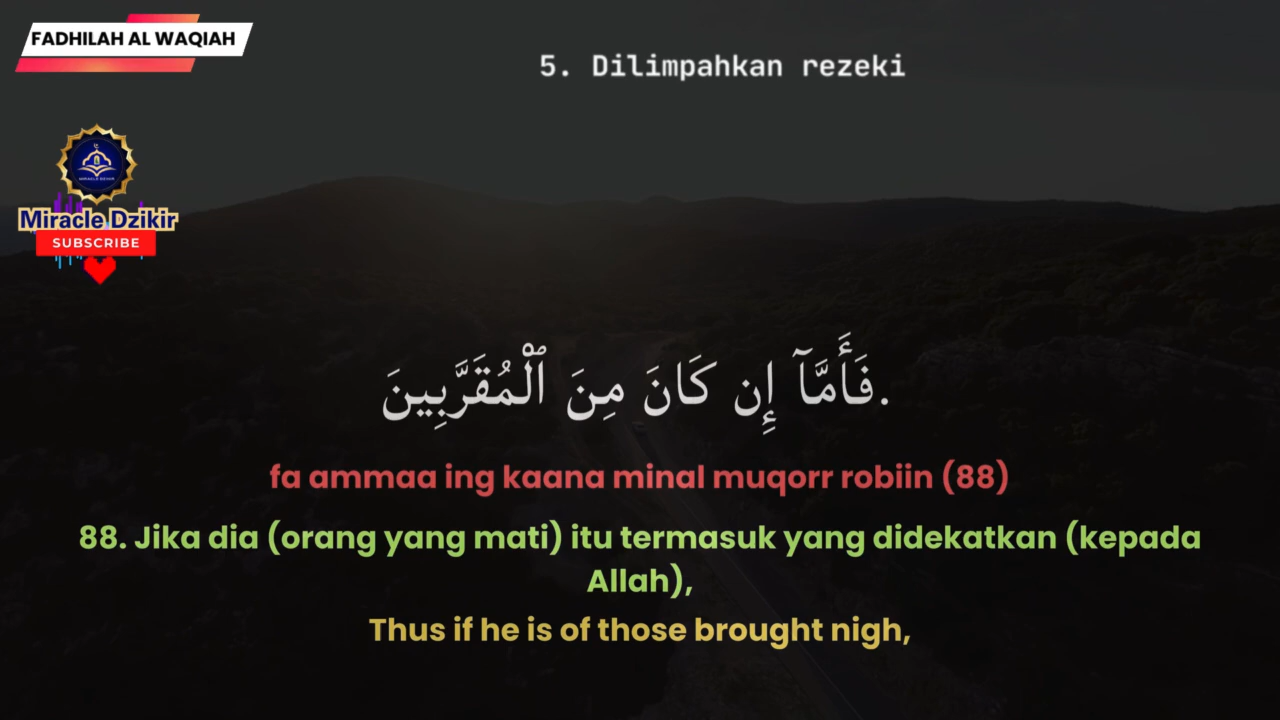 FADHILAH AL WAQIAH
5. Dilimpahkan rezeki
MIRACLE DZIKIR
Miracle Dzikir
SUBSCRIBE
فَأَمَّآ إِن كَانَ مِنَ ٱلْمُقَرَّبِينَ.
fa ammaa ing kaana minal muqorr robiin (88)
88. Jika dia (orang yang mati) itu termasuk yang didekatkan (kepada
Allah),
Thus if he is of those brought nigh,